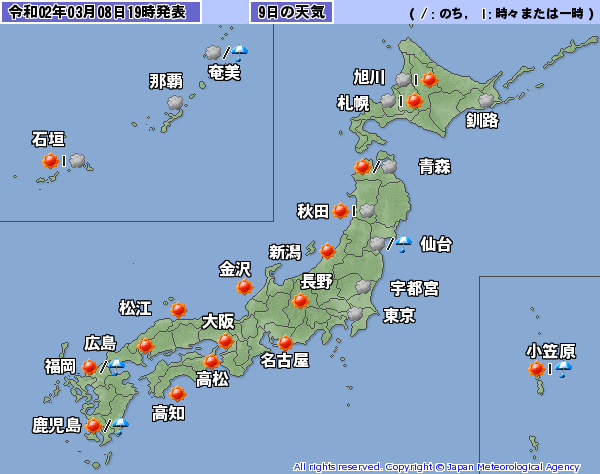 令和02年03月08日19時発表 9日の天気 ( / : のち, | : 時々または一時 )
奄美
那覇
石垣
旭川
札幌
釧路
青森
秋田
仙台
新潟
金沢
長野
宇都宮
松江
大阪
東京
広島
名古屋
福岡
高松
小笠原
高知
鹿児島
All rights reserved. Copyright © Japan Meteorological Agency